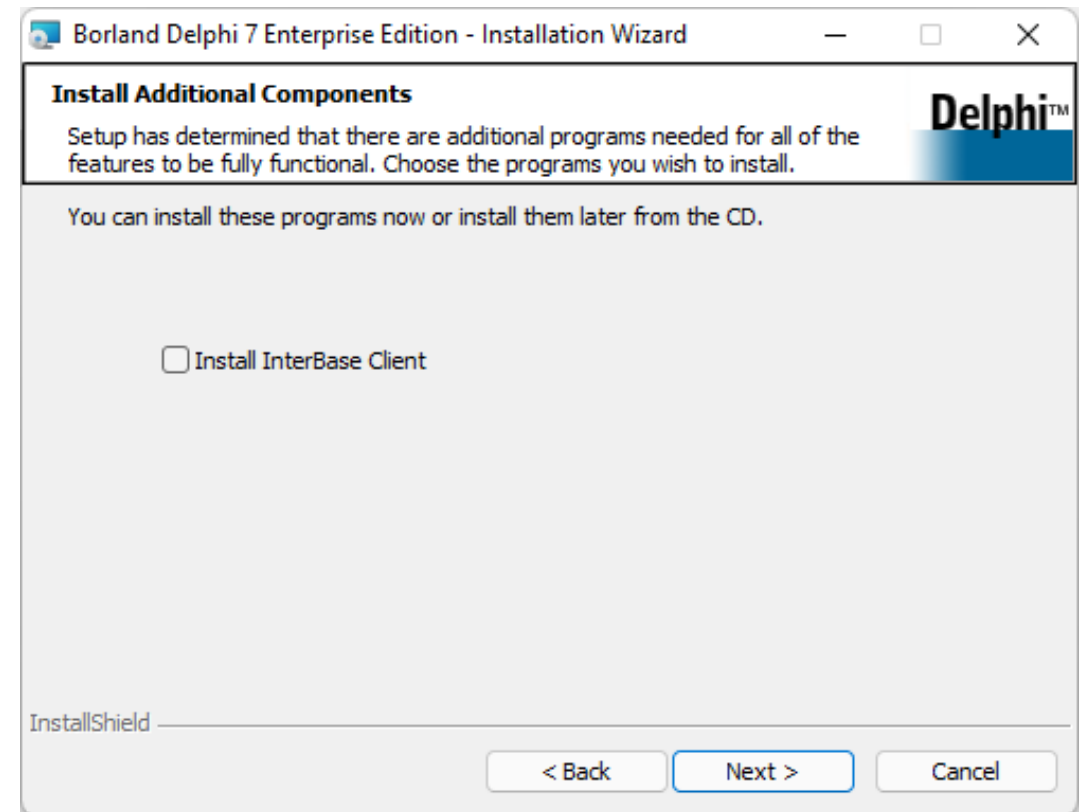 Borland Delphi 7 Enterprise Edition - Installation Wizard
Install Additional Components
Setup has determined that there are additional programs needed for all of the
features to be fully functional. Choose the programs you wish to install.
Delphi™
You can install these programs now or install them later from the CD.
Install InterBase Client
InstallShield
< Back
Next >
Cancel